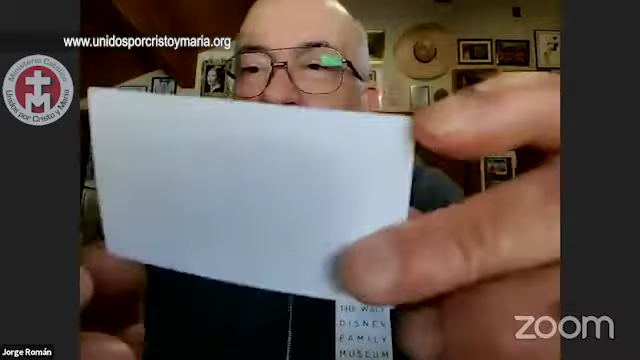 www.unidosporcristoymaria.org
Ministerio Católico
Unidos por Cristo y María
THE WALT
DISNEY
FAMILY
MUSEUM
zoom
Jorge Román